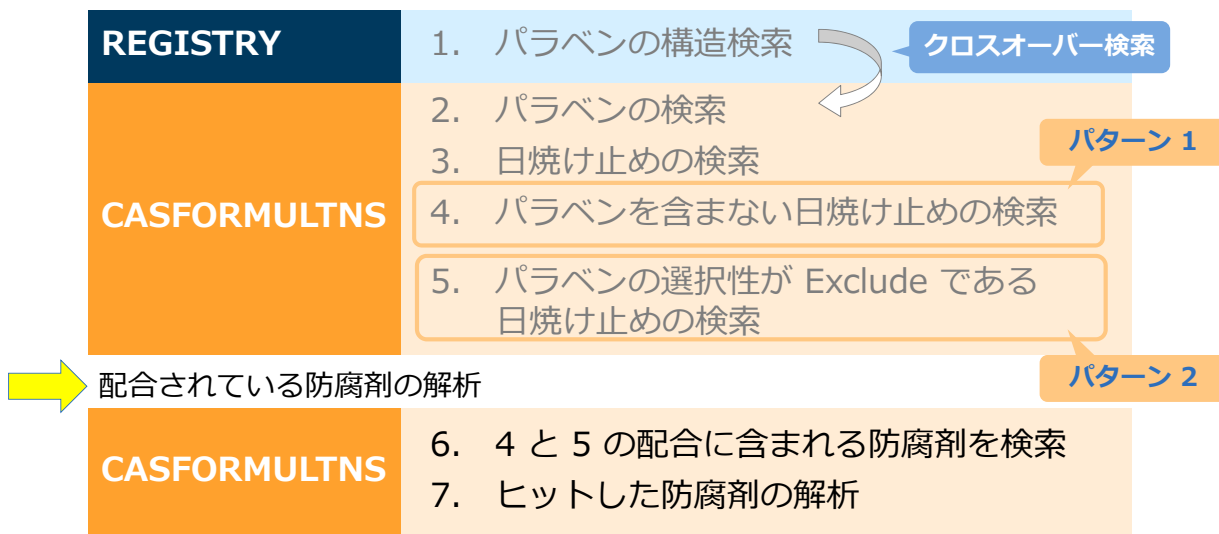 REGISTRY
1. パラベンの構造検索
クロスオーバー検索
CASFORMULTNS
2. パラベンの検索
3. 日焼け止めの検索
パターン 1
4. パラベンを含まない日焼け止めの検索
5. パラベンの選択性が Exclude である
日焼け止めの検索
パターン 2
配合されている防腐剤の解析
CASFORMULTNS
6. 4 と 5 の配合に含まれる防腐剤を検索
7. ヒットした防腐剤の解析